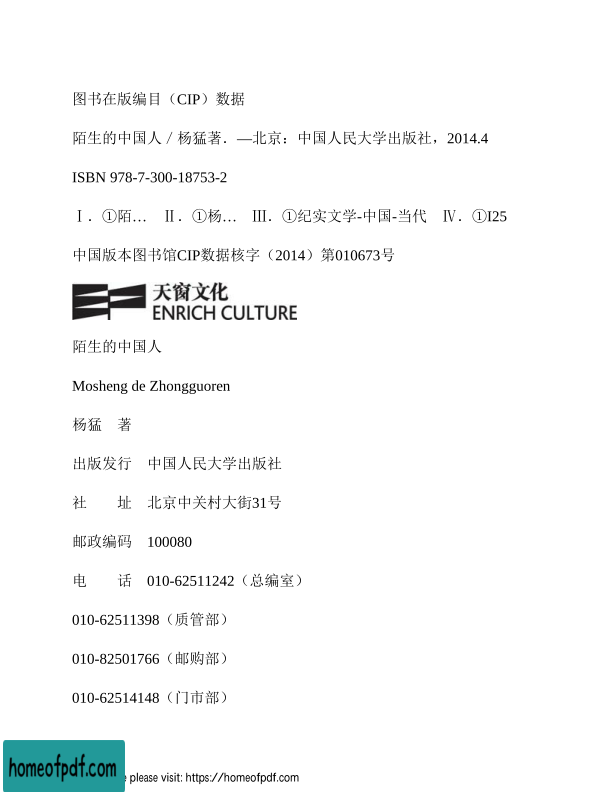 图书在版编目（CIP）数据
陌生的中国人／杨猛著．—北京：中国人民大学出版社，2014.4
ISBN 978-7-300-18753-2
Ⅰ．①陌…　Ⅱ．①杨…　Ⅲ．①纪实文学-中国-当代　Ⅳ．①I25
中国版本图书馆CIP数据核字（2014）第010673号
天窗文化
ENRICH CULTURE
陌生的中国人
Mosheng de Zhongguoren
杨猛　著
出版发行　中国人民大学出版社
社　　址　北京中关村大街31号
邮政编码　100080
电　　话　010-62511242（总编室）
010-62511398（质管部）
010-82501766（邮购部）
010-62514148（门市部）
homeofpdf.com
please visit: https://homeofpdf.com